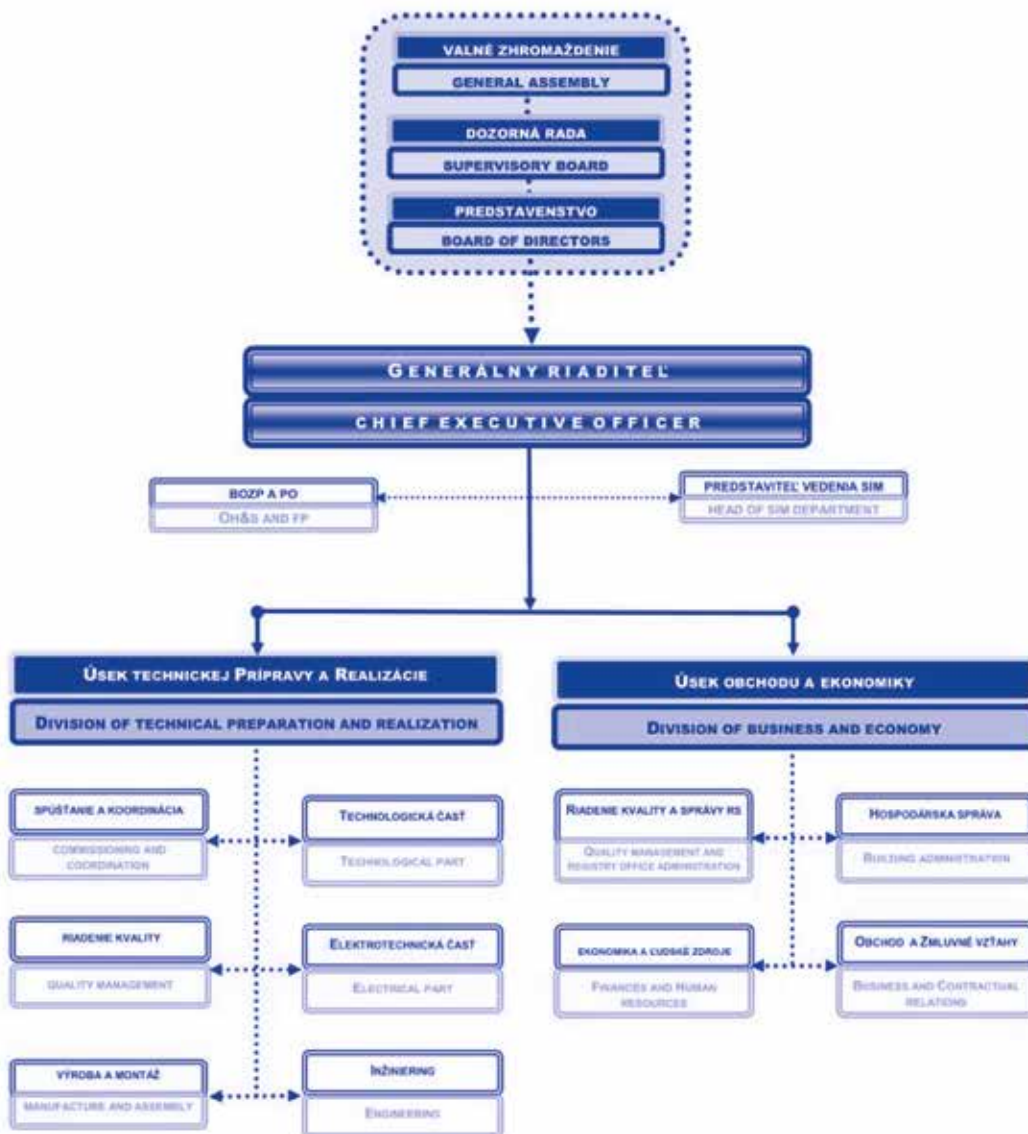 VALNÉ ZHROMAŽDENIE
GENERAL ASSEMBLY
DOZORNÁ RADA
SUPERVISORY BOARD
PREDSTAVENSTVO
BOARD OF DIRECTORS
GENERÁLNY RIADITEĽ
CHIEF EXECUTIVE OFFICER
BOZP A PO
OH&S AND FP
PREDSTAVITEĽ VEDENIA SIM
HEAD OF SIM DEPARTMENT
ÚSEK TECHNICKEJ PRÍPRAVY A REALIZÁCIE
DIVISION OF TECHNICAL PREPARATION AND REALIZATION
SPÚŠŤANIE A KOORDINÁCIA
COMMISSIONING AND
COORDINATION
TECHNOLOGICKÁ ČASŤ
TECHNOLOGICAL PART
RIADENIE KVALITY
QUALITY MANAGEMENT
ELEKTROTECHNICKÁ ČASŤ
ELECTRICAL PART
VÝROBA A MONTÁŽ
MANUFACTURE AND ASSEMBLY
INŽINIERING
ENGINEERING
ÚSEK OBCHODU A EKONOMIKY
DIVISION OF BUSINESS AND ECONOMY
RIADENIE KVALITY A SPRÁVY RS
QUALITY MANAGEMENT AND
REGISTRY OFFICE ADMINISTRATION
HOSPODÁRSKA SPRÁVA
BUILDING ADMINISTRATION
EKONOMIKA A ĽUDSKÉ ZDROJE
FINANCES AND HUMAN
RESOURCES
OBCHOD A ZMLUVNÉ VZŤAHY
BUSINESS AND CONTRACTUAL
RELATIONS